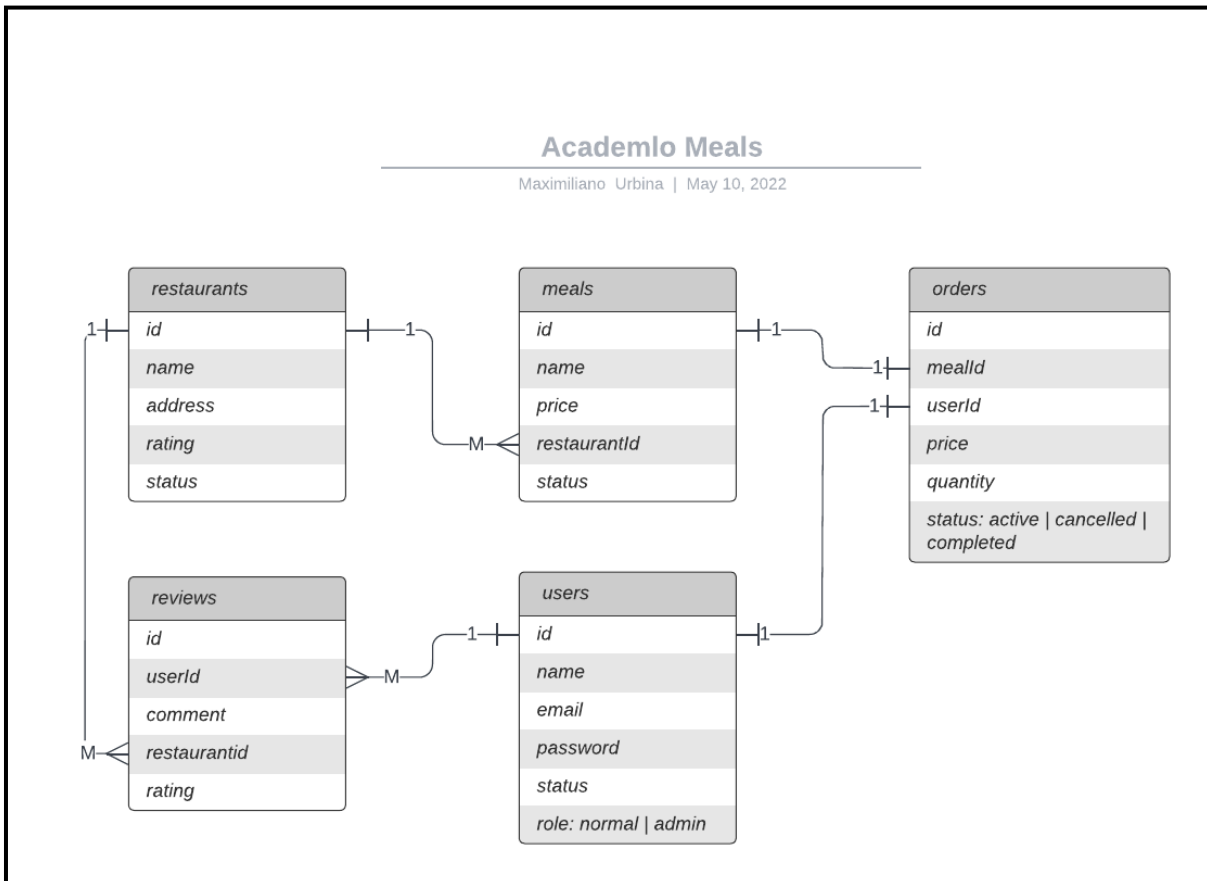 Academlo Meals
Maximiliano Urbina | May 10, 2022
restaurants
id
name
address
rating
status
meals
id
name
price
restaurantId
status
orders
id
mealId
userId
price
quantity
status: active | cancelled |
completed
reviews
id
userId
comment
restaurantid
rating
users
id
name
email
password
status
role: normal | admin
1
1
M
1
1
1
1
1
M
M